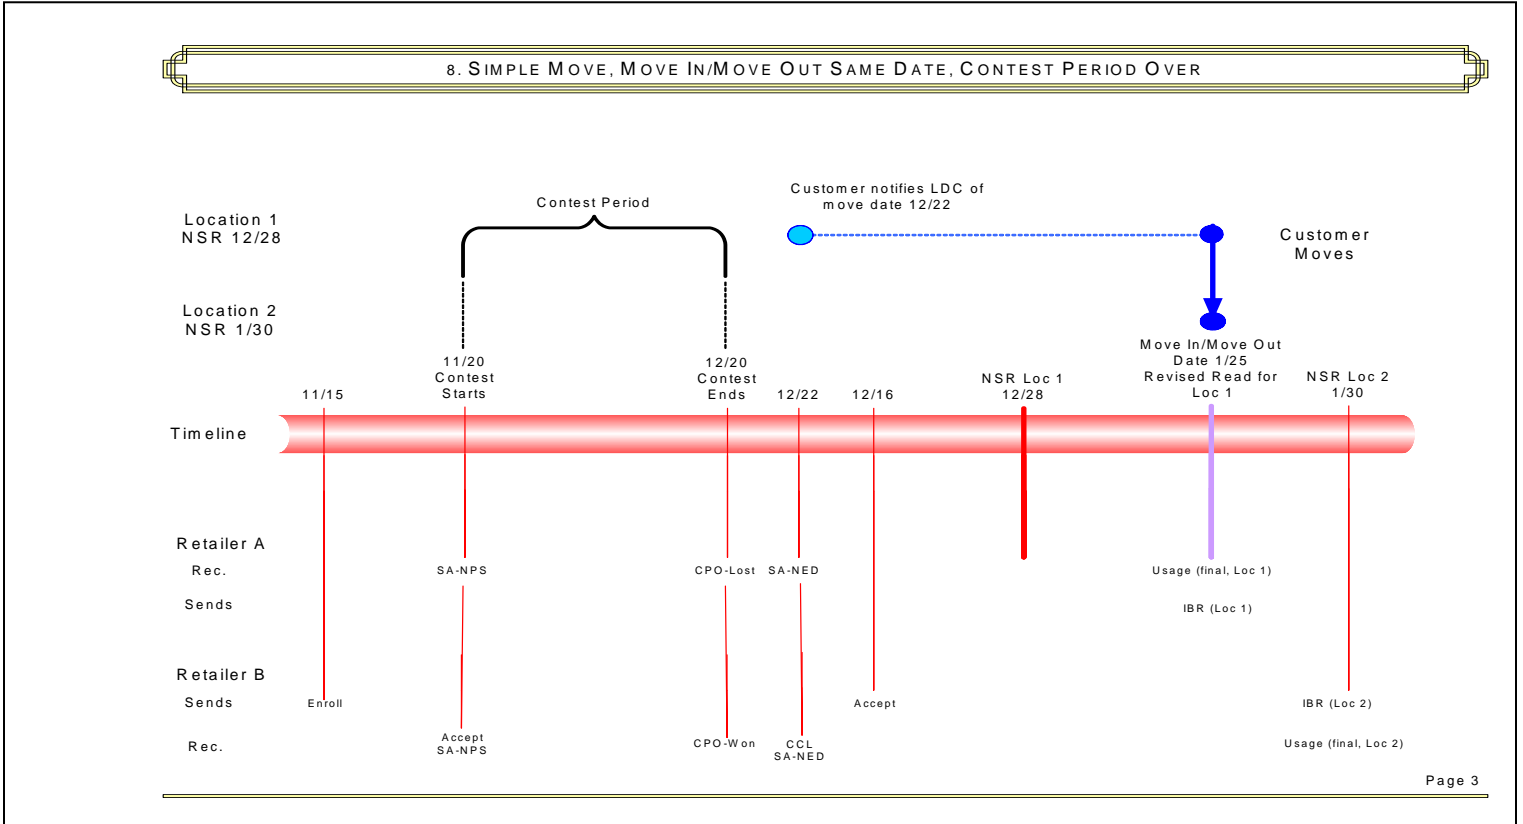 8. SIMPLE MOVE, MOVE IN/MOVE OUT SAME DATE, CONTEST PERIOD OVER
Customer notifies LDC of
move date 12/22
Contest Period
Location 1
NSR 12/28
Customer
Moves
Location 2
NSR 1/30
Move In/Move Out
Date 1/25
Revised Read for
Loc 1
11/15
11/20
Contest
Starts
12/20
Contest
Ends
12/22
12/16
NSR Loc 1
12/28
NSR Loc 2
1/30
Timeline
Retailer A
Rec.
SA-NPS
CPO-Lost
SA-NED
Usage (final, Loc 1)
Sends
IBR (Loc 1)
Retailer B
Sends
Enroll
Accept
IBR (Loc 2)
Rec.
Accept
SA-NPS
CPO-Won
CCL
SA-NED
Usage (final, Loc 2)
Page 3